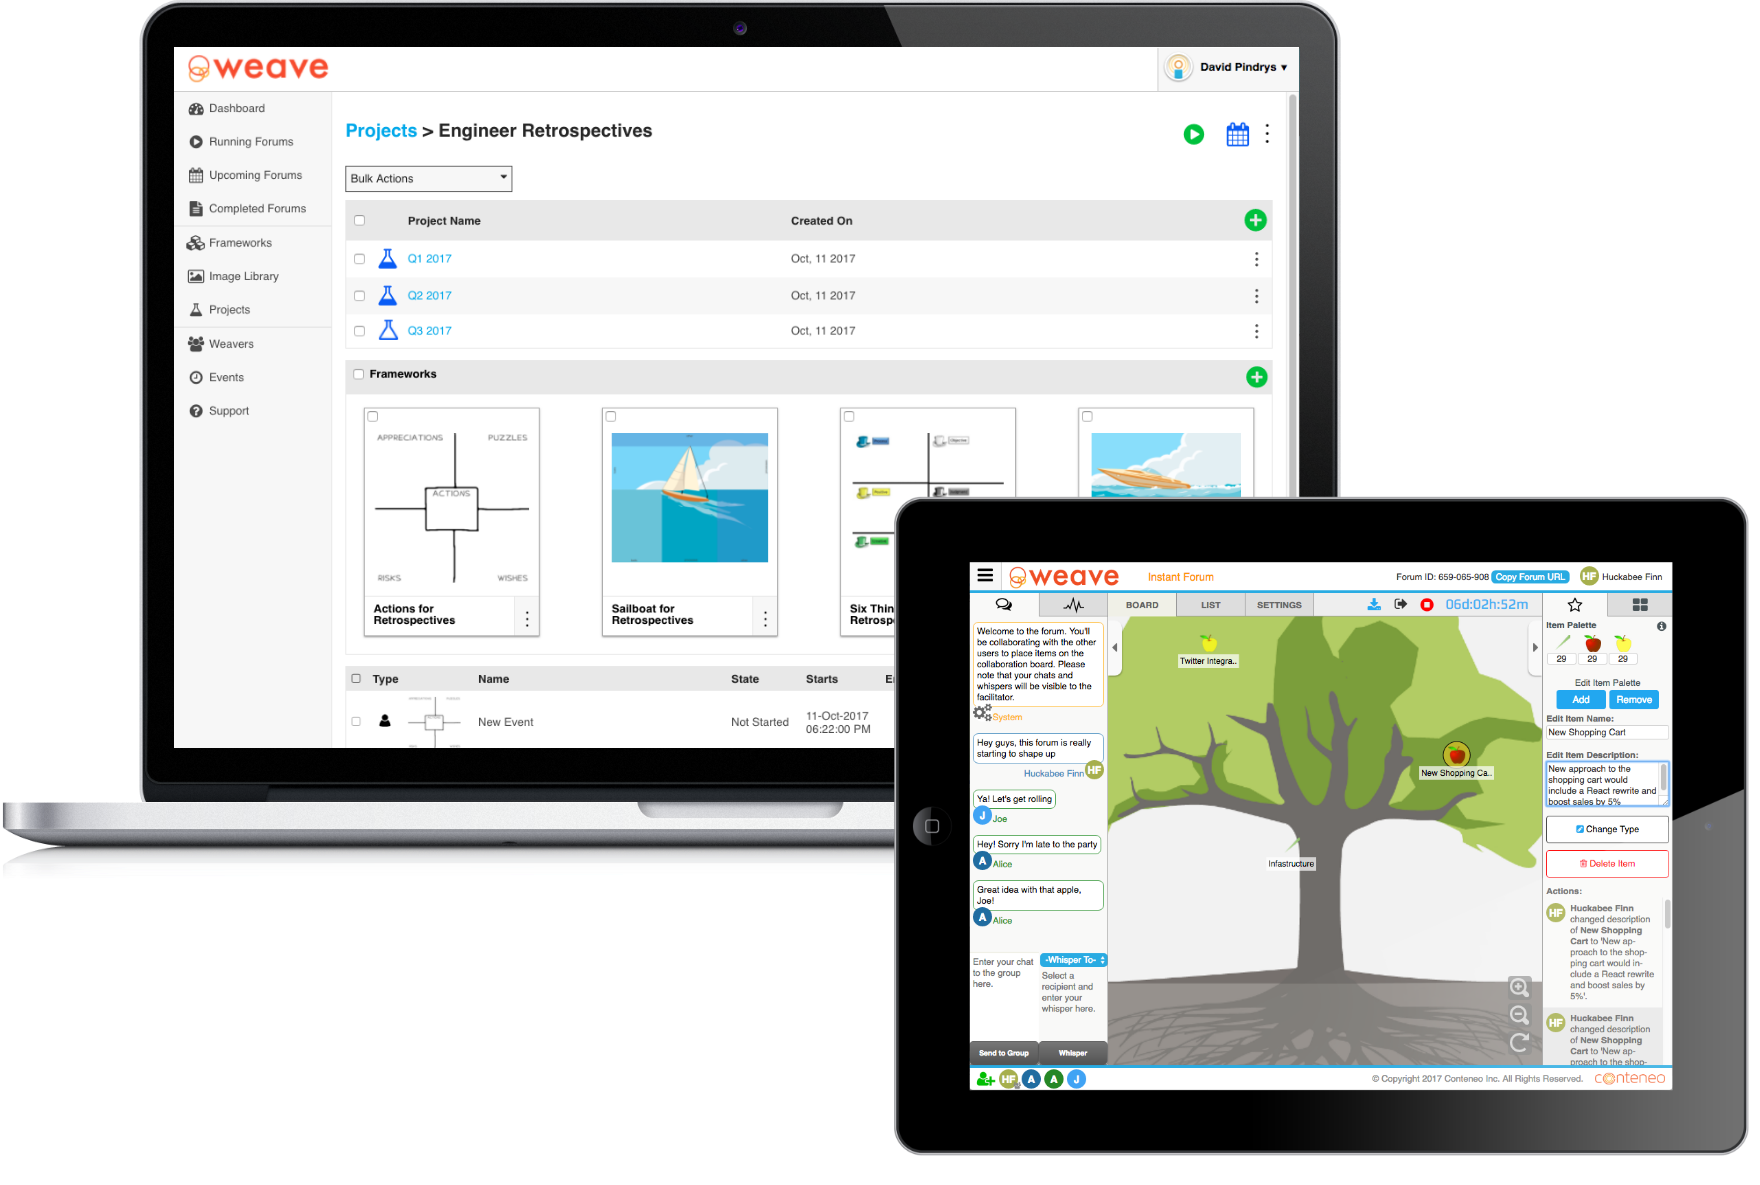 weave
David Pindrys ▾
Dashboard
Running Forums
Upcoming Forums
Completed Forums
Frameworks
Image Library
Projects
Weavers
Events
Support
Projects > Engineer Retrospectives
Bulk Actions
Project Name
Created On
Q1 2017
Oct, 11 2017
Q2 2017
Oct, 11 2017
Q3 2017
Oct, 11 2017
Frameworks
APPRECIATIONS
PUZZLES
ACTIONS
RISKS
WISHES
Actions for
Retrospectives
Sailboat for
Retrospectives
Six Thin
Retrospectives
Type
Name
State
Starts
New Event
Not Started
11-Oct-2017
06:22:00 PM
weave
Instant Forum
Forum ID: 659-065-908
Copy Forum URL
HF
Huckabee Finn
BOARD
LIST
SETTINGS
06d:02h:52m
Welcome to the forum. You'll
be collaborating with the other
users to place items on the
collaboration board. Please
note that your chats and
whispers will be visible to the
facilitator.
System
Hey guys, this forum is really
starting to shape up
Huckabee Finn
HF
Ya! Let's get rolling
J
Joe
Hey! Sorry I'm late to the party
A
Alice
Great idea with that apple,
Joe!
A
Alice
Enter your chat
to the group
here.
-Whisper To-
Select a
recipient and
enter your
whisper here.
Send to Group
Whisper
Twitter Integra..
New Shopping Ca..
Infastructure
Item Palette
29
29
29
Edit Item Palette
Add
Remove
Edit Item Name:
New Shopping Cart
Edit Item Description:
New approach to the
shopping cart would
include a React rewrite and
boost sales by 5%
Change Type
Delete Item
Actions:
HF
Huckabee Finn
changed description
of New Shopping
Cart to 'New ap-
proach to the shop-
ping cart would in-
clude a React rewrite
and boost sales by
5%'.
HF
Huckabee Finn
changed description
of New Shopping
Cart to 'New ap-
proach to the shop-
HF
A
A
J
© Copyright 2017 Conteneo Inc. All Rights Reserved.
conteneo